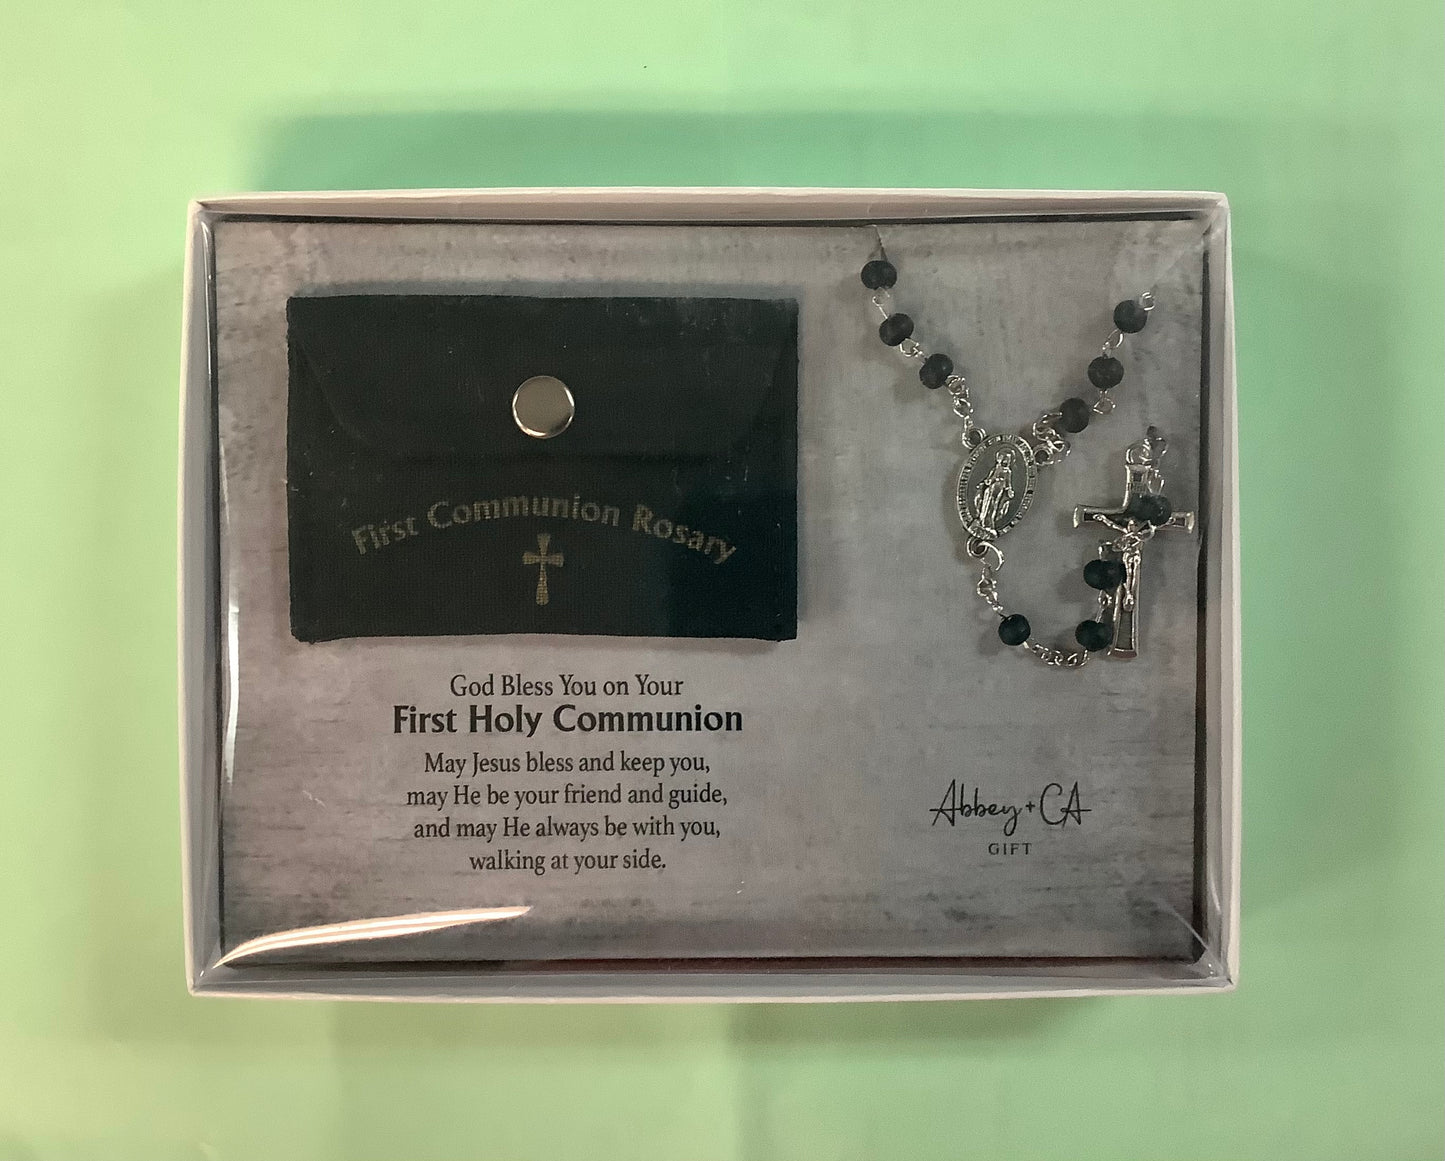 First Communion Rosary
God Bless You on Your
First Holy Communion
May Jesus bless and keep you,
may He be your friend and guide,
and may He always be with you,
walking at your side.
Abbey + CA
GIFT